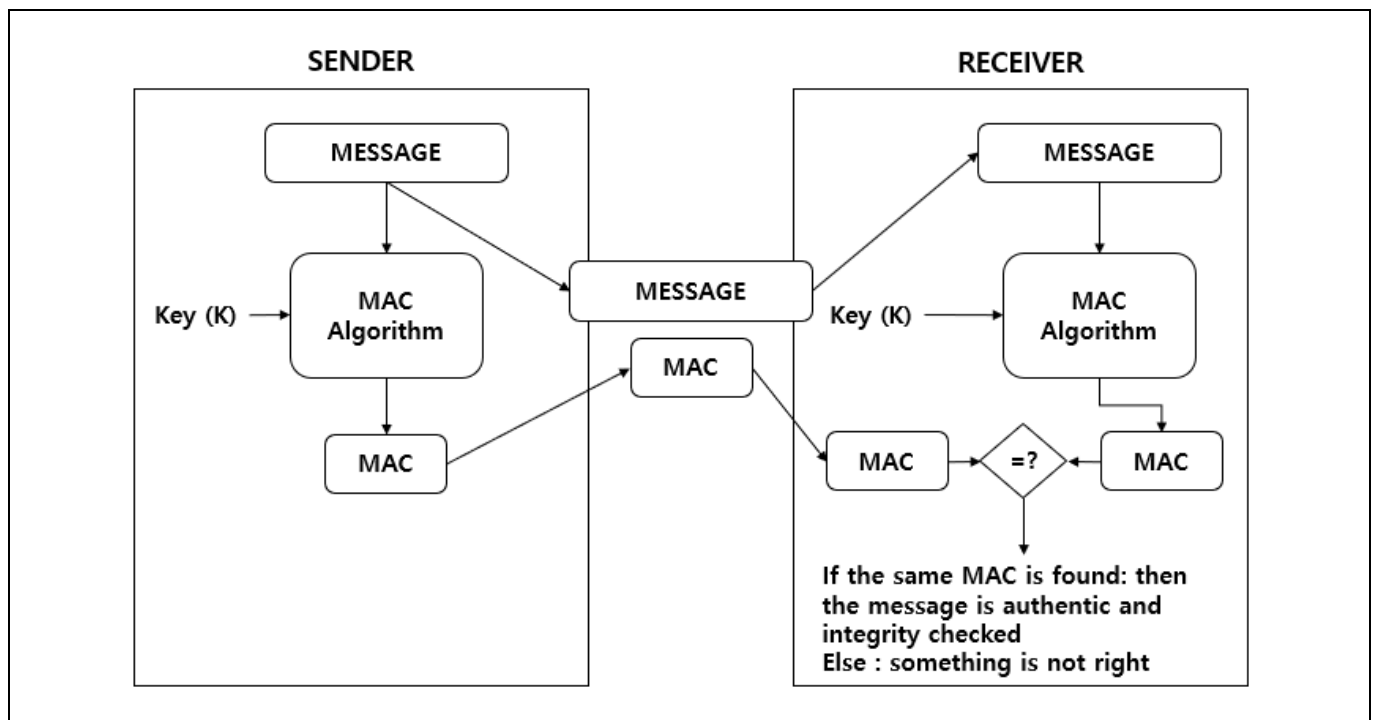 SENDER
MESSAGE
Key (K)
MAC
Algorithm
MAC
MESSAGE
MAC
RECEIVER
MESSAGE
Key (K)
MAC
Algorithm
MAC
=?
MAC
If the same MAC is found: then
the message is authentic and
integrity checked
Else : something is not right